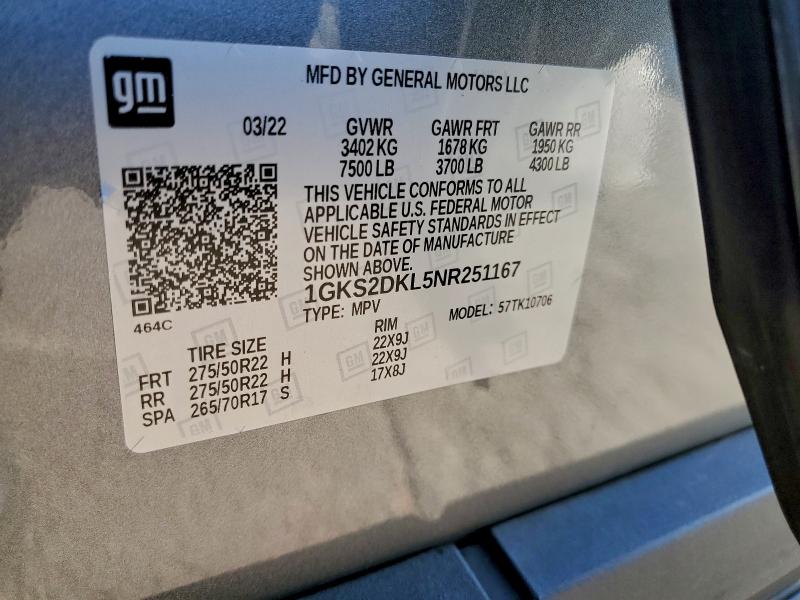 gm
MFD BY GENERAL MOTORS LLC
03/22 GVWR GAWR FRT GAWR RR
3402 KG 1678 KG 1950 KG
7500 LB 3700 LB 4300 LB
THIS VEHICLE CONFORMS TO ALL
APPLICABLE U.S. FEDERAL MOTOR
VEHICLE SAFETY STANDARDS IN EFFECT
ON THE DATE OF MANUFACTURE
SHOWN ABOVE.
1GKS2DKL5NR251167
TYPE: MPV MODEL: 57TK10706
464C
TIRE SIZE RIM
FRT 275/50R22 H 22X9J
RR 275/50R22 H 22X9J
SPA 265/70R17 S 17X8J